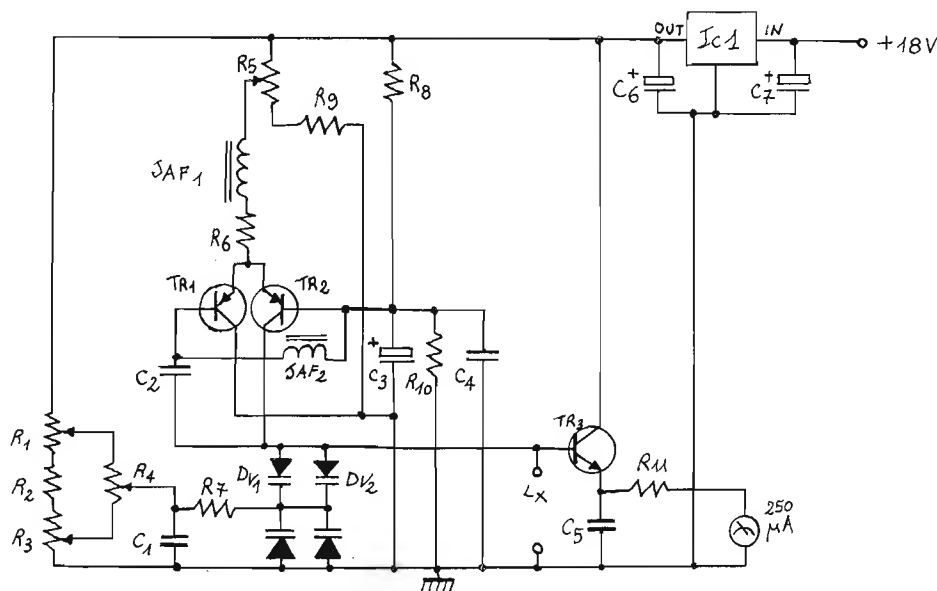 OUT Ic1 IN
+18V
R5
R8
+
C6
+
C7
R9
JAF1
R6
TR1
TR2
JAF2
+
C3
R10
C4
C2
TR3
R1
R4
DV1
DV2
R11
R2
R7
Lx
C5
250
µA
R3
C1